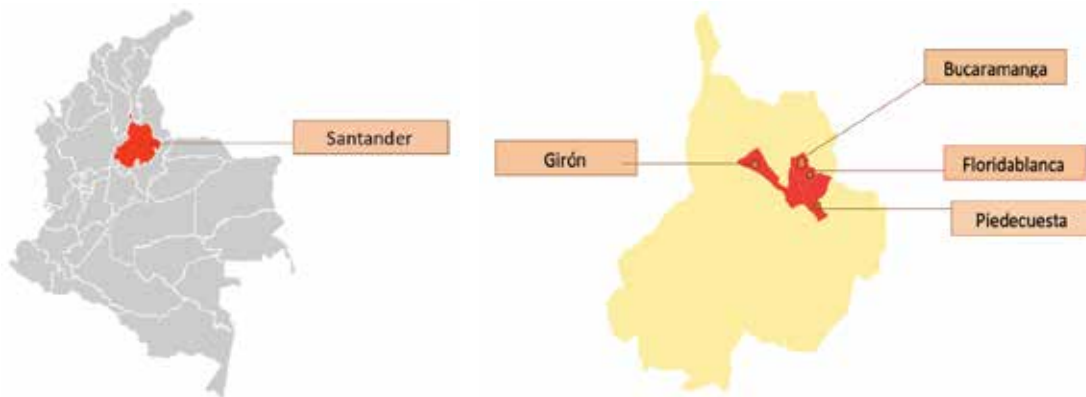 Santander
Bucaramanga
Girón
Floridablanca
Piedecuesta